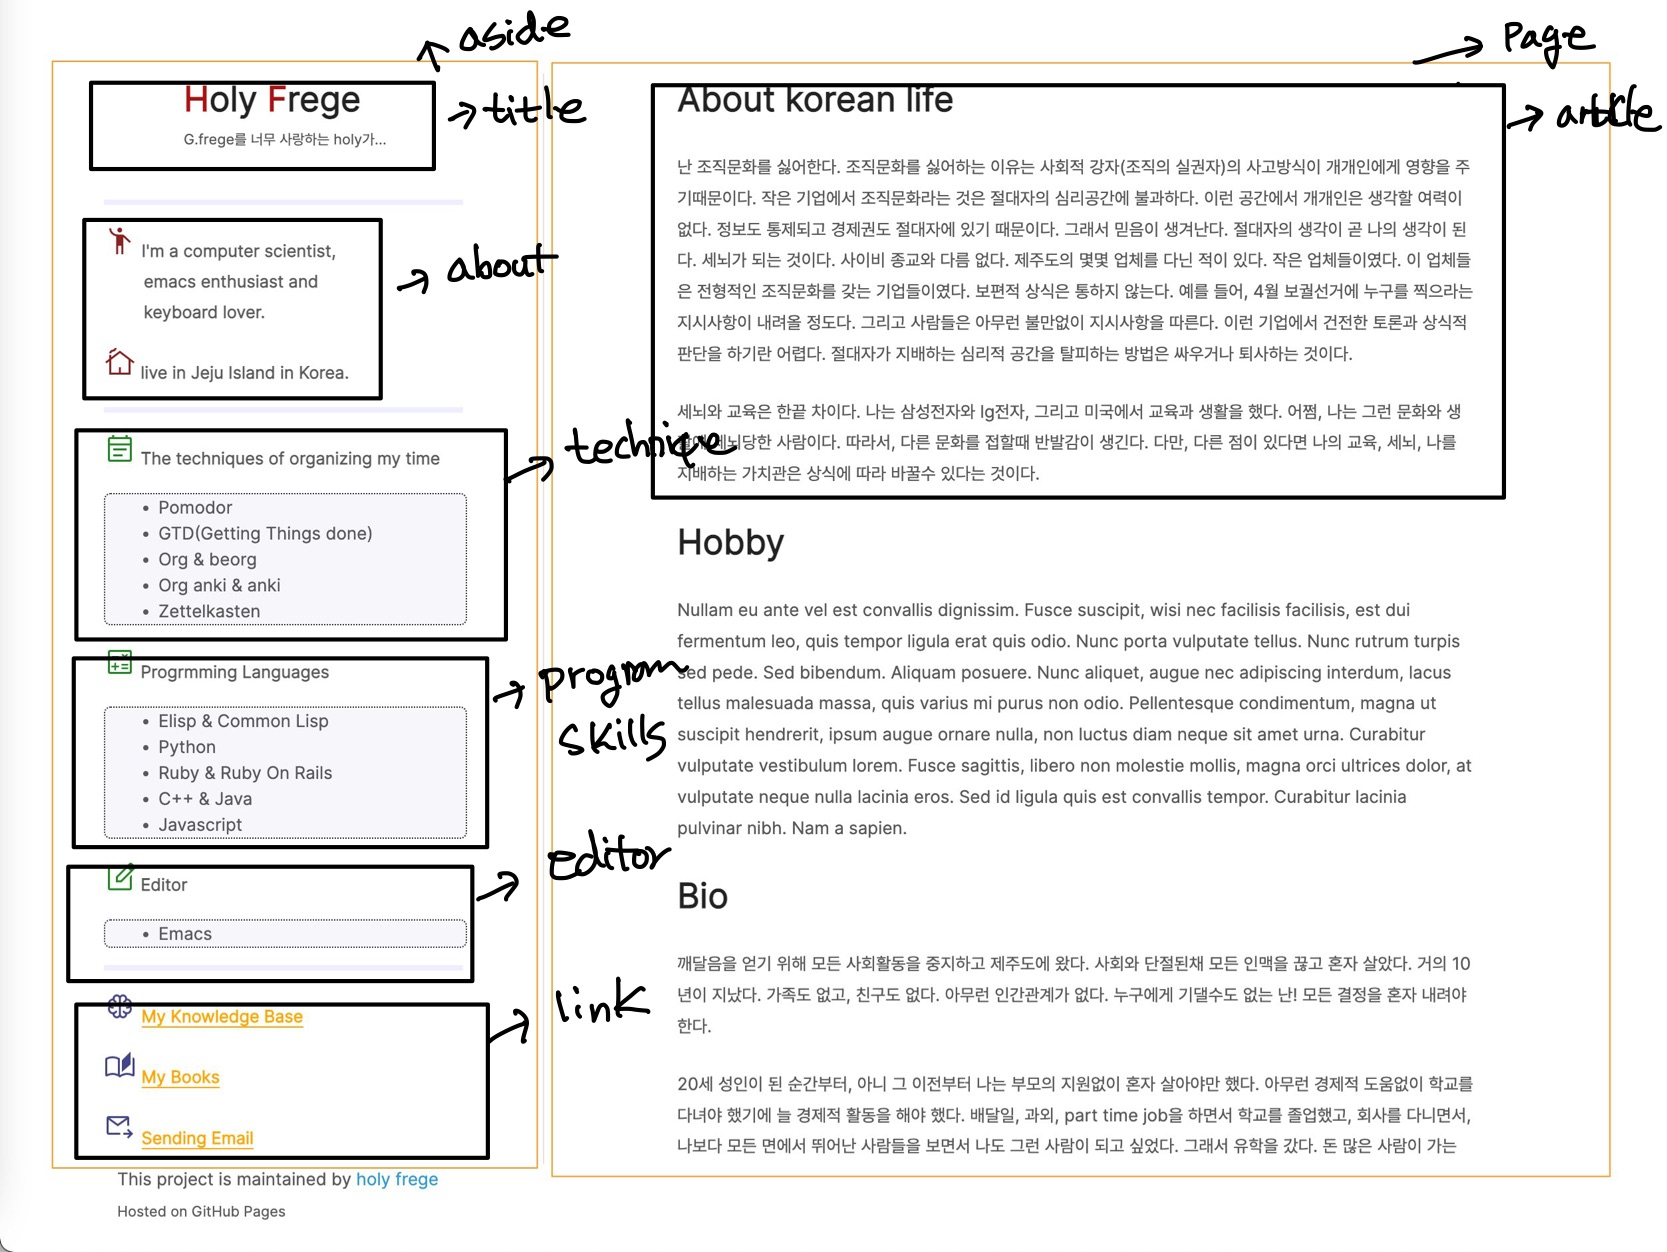 aside
Holy Frege
title
G.frege를 너무 사랑하는 holy가...
I'm a computer scientist,
emacs enthusiast and
keyboard lover.
about
live in Jeju Island in Korea.
The techniques of organizing my time
techniqe
Pomodor
GTD(Getting Things done)
Org & beorg
Org anki & anki
Zettelkasten
Progrmming Languages
progrom
skills
Elisp & Common Lisp
Python
Ruby & Ruby On Rails
C++ & Java
Javascript
Editor
editor
Emacs
link
My Knowledge Base
My Books
Sending Email
This project is maintained by holy frege
Hosted on GitHub Pages
Page
About korean life
article
난 조직문화를 싫어한다. 조직문화를 싫어하는 이유는 사회적 강자(조직의 실권자)의 사고방식이 개개인에게 영향을 주
기때문이다. 작은 기업에서 조직문화라는 것은 절대자의 심리공간에 불과하다. 이런 공간에서 개개인은 생각할 여력이
없다. 정보도 통제되고 경제권도 절대자에 있기 때문이다. 그래서 믿음이 생겨난다. 절대자의 생각이 곧 나의 생각이 된
다. 세뇌가 되는 것이다. 사이비 종교와 다름 없다. 제주도의 몇몇 업체를 다닌 적이 있다. 작은 업체들이였다. 이 업체들
은 전형적인 조직문화를 갖는 기업들이였다. 보편적 상식은 통하지 않는다. 예를 들어, 4월 보궐선거에 누구를 찍으라는
지시사항이 내려올 정도다. 그리고 사람들은 아무런 불만없이 지시사항을 따른다. 이런 기업에서 건전한 토론과 상식적
판단을 하기란 어렵다. 절대자가 지배하는 심리적 공간을 탈피하는 방법은 싸우거나 퇴사하는 것이다.
세뇌와 교육은 한끝 차이다. 나는 삼성전자와 lg전자, 그리고 미국에서 교육과 생활을 했다. 어쩜, 나는 그런 문화와 생
사람이다. 따라서, 다른 문화를 접할때 반발감이 생긴다. 다만, 다른 점이 있다면 나의 교육, 세뇌, 나를
지배하는 가치관은 상식에 따라 바꿀수 있다는 것이다.
Hobby
Nullam eu ante vel est convallis dignissim. Fusce suscipit, wisi nec facilisis facilisis, est dui
fermentum leo, quis tempor ligula erat quis odio. Nunc porta vulputate tellus. Nunc rutrum turpis
sed pede. Sed bibendum. Aliquam posuere. Nunc aliquet, augue nec adipiscing interdum, lacus
tellus malesuada massa, quis varius mi purus non odio. Pellentesque condimentum, magna ut
suscipit hendrerit, ipsum augue ornare nulla, non luctus diam neque sit amet urna. Curabitur
vulputate vestibulum lorem. Fusce sagittis, libero non molestie mollis, magna orci ultrices dolor, at
vulputate neque nulla lacinia eros. Sed id ligula quis est convallis tempor. Curabitur lacinia
pulvinar nibh. Nam a sapien.
Bio
깨달음을 얻기 위해 모든 사회활동을 중지하고 제주도에 왔다. 사회와 단절된채 모든 인맥을 끊고 혼자 살았다. 거의 10
년이 지났다. 가족도 없고, 친구도 없다. 아무런 인간관계가 없다. 누구에게 기댈수도 없는 난! 모든 결정을 혼자 내려야
한다.
20세 성인이 된 순간부터, 아니 그 이전부터 나는 부모의 지원없이 혼자 살아야만 했다. 아무런 경제적 도움없이 학교를
다녀야 했기에 늘 경제적 활동을 해야 했다. 배달일, 과외, part time job을 하면서 학교를 졸업했고, 회사를 다니면서,
나보다 모든 면에서 뛰어난 사람들을 보면서 나도 그런 사람이 되고 싶었다. 그래서 유학을 갔다. 돈 많은 사람이 가는